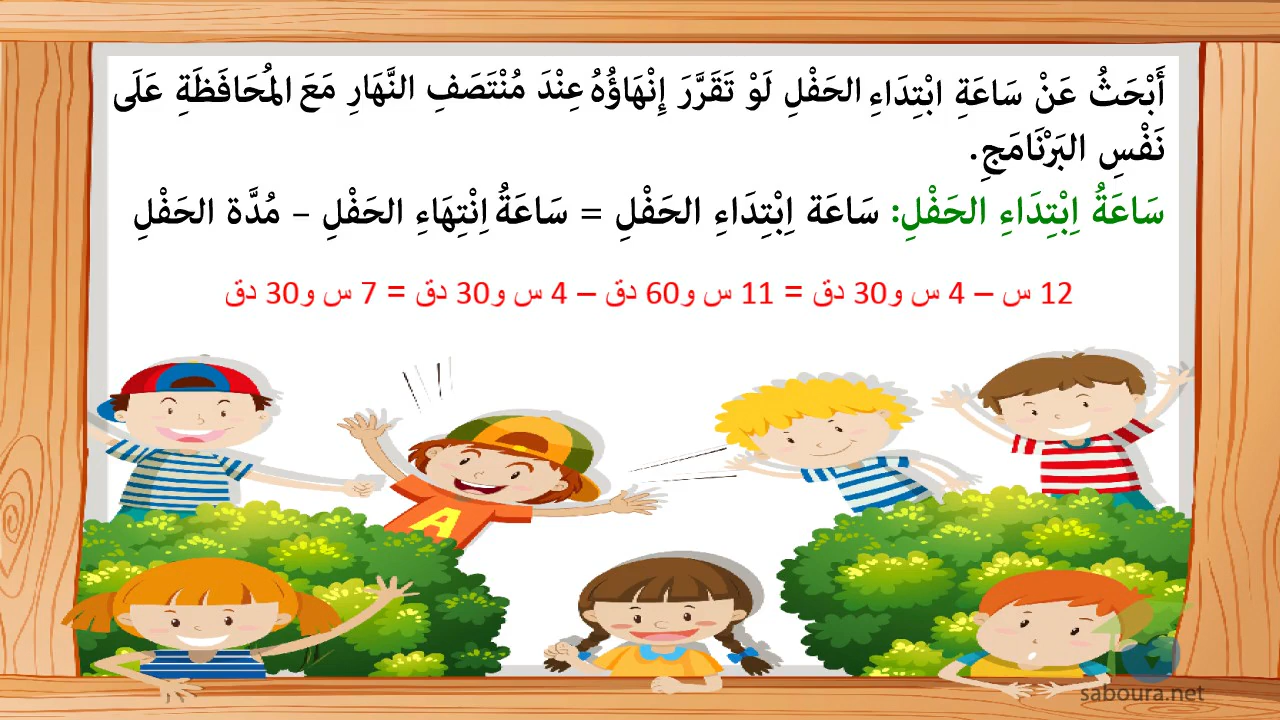 أَبْحَثُ عَنْ سَاعَةِ ابْتِدَاءِ الحَفْلِ لَوْ تَقَرَّرَ إِنْهَاؤُهُ عِنْدَ مُنْتَصَفِ النَّهَارِ مَعَ المُحَافَظَةِ عَلَى
نَفْسِ البَرْنَامَجِ.
سَاعَةُ اِبْتِدَاءِ الحَفْلِ: سَاعَة اِبْتِدَاءِ الحَفْلِ = سَاعَةُ اِنْتِهَاءِ الحَفْلِ – مُدَّة الحَفْلِ
12 س – 4 س و30 دق = 11 س و60 دق – 4 س و30 دق = 7 س و30 دق
A
saboura.net